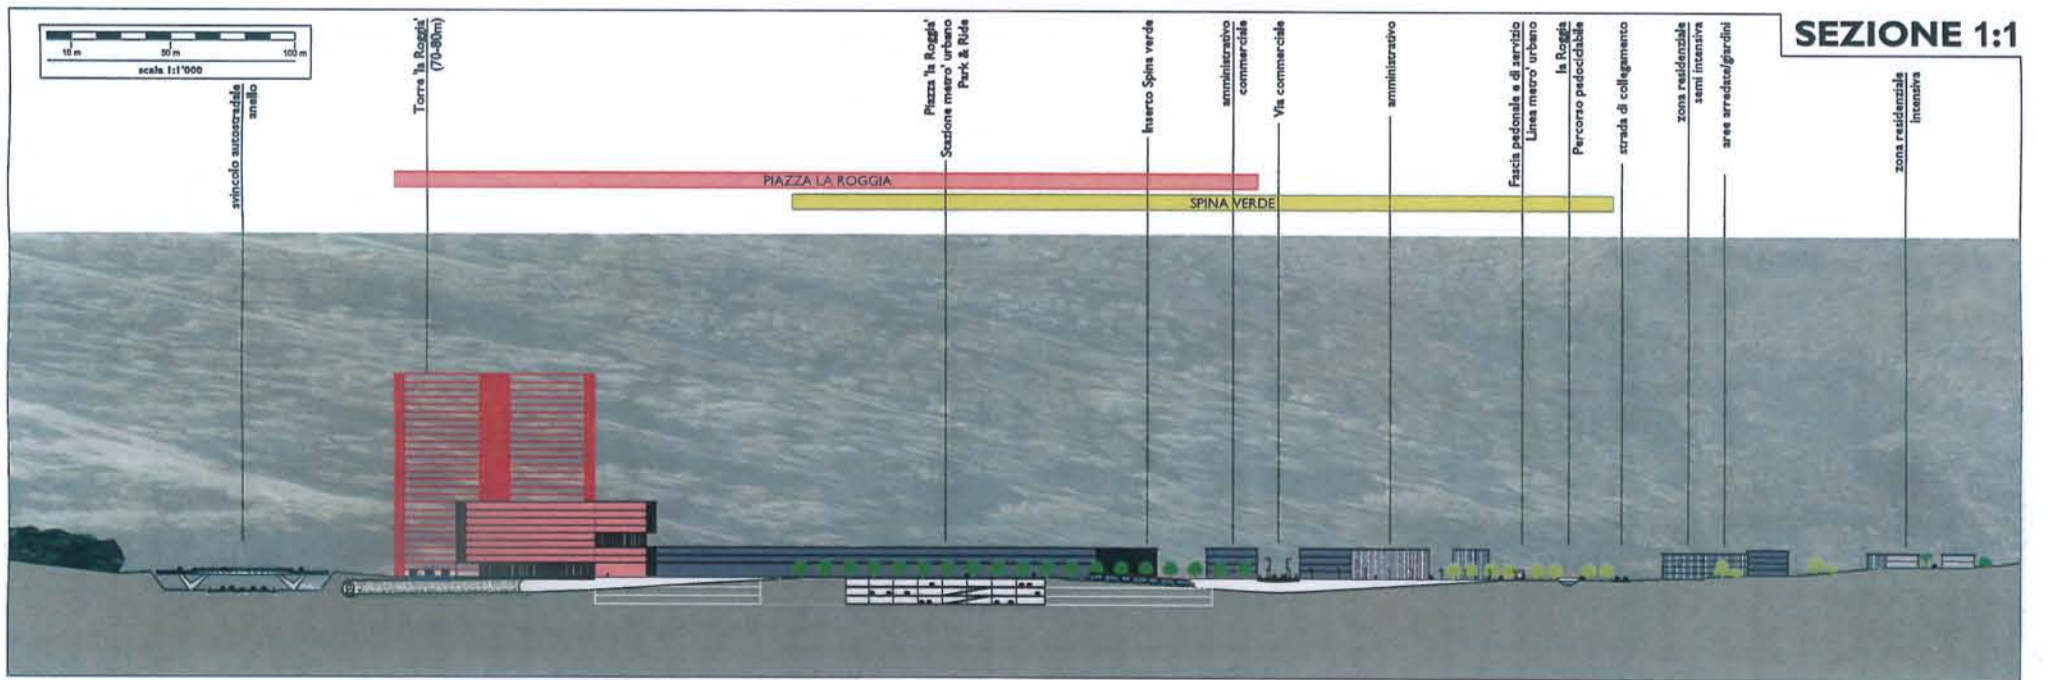 SEZIONE 1:1
10 m
50 m
100 m
scala 1:1'000
svincolo autostradale
anello
Torre 'la Roggia'
(70-80m)
Piazza 'la Roggia'
Stazione metro' urbano
Park & Ride
Inserto Spina verde
amministrativo
commerciale
Via commerciale
amministrativo
Fascia pedonale e di servizio
Linea metro' urbano
la Roggia
Percorso pedociclabile
strada di collegamento
zona residenziale
semi intensiva
aree arredate/giardini
zona residenziale
intensiva
PIAZZA LA ROGGIA
SPINA VERDE